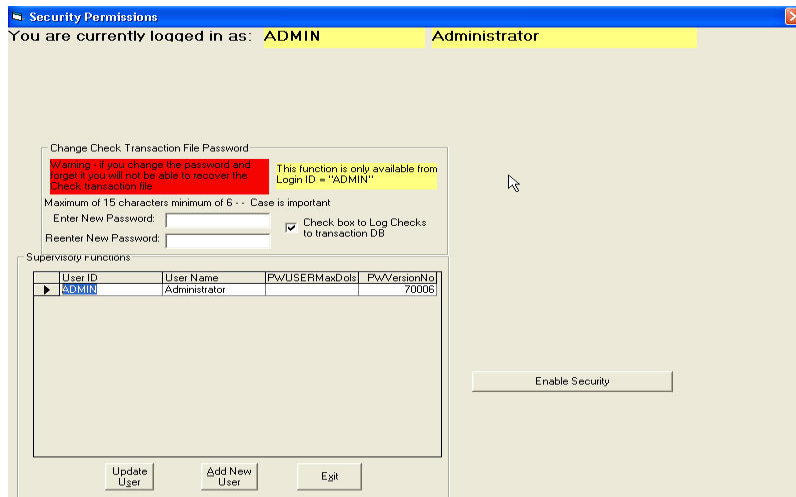 Security Permissions
You are currently logged in as: ADMIN Administrator
Change Check Transaction File Password
Warning - if you change the password and
forget it you will not be able to recover the
Check transaction file
This function is only available from
Login ID = "ADMIN"
Maximum of 15 characters minimum of 6 - - Case is important
Enter New Password:
Reenter New Password:
Check box to Log Checks
to transaction DB
Supervisory Functions
User ID User Name PWUSERMaxDols PWVersionNo
ADMIN Administrator 70006
Enable Security
Update
User
Add New
User
Exit